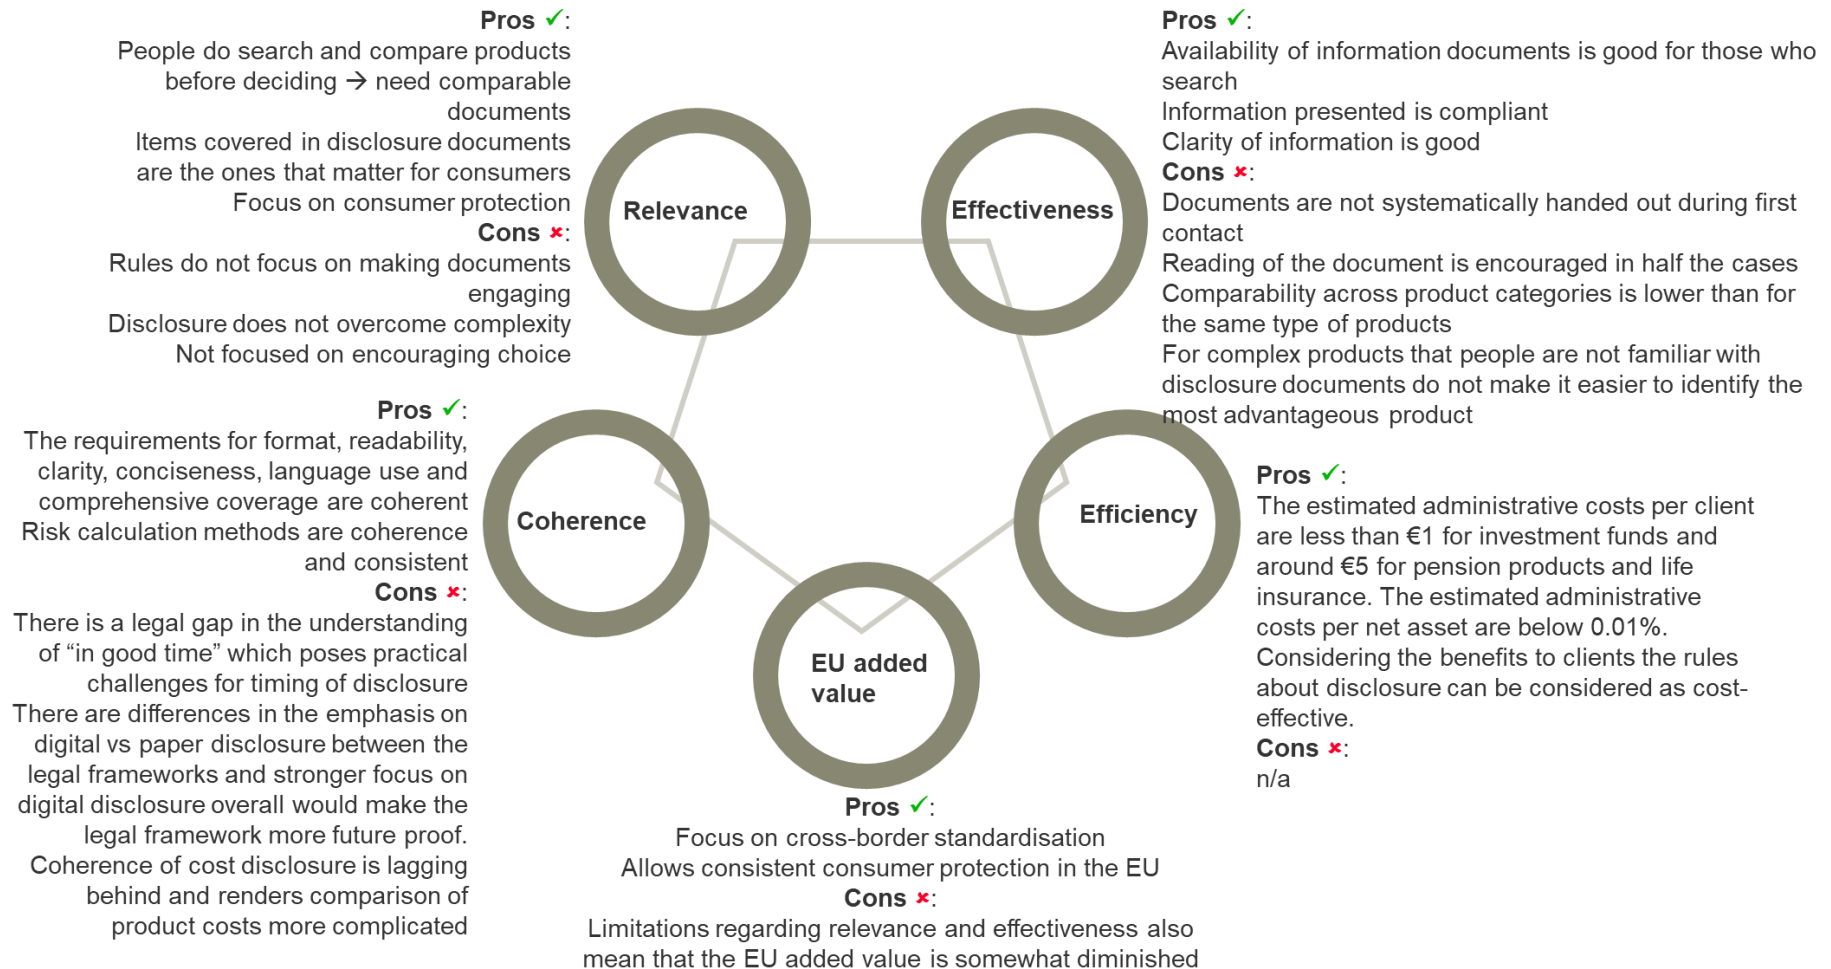 Pros ✓:
People do search and compare products
before deciding → need comparable
documents
Items covered in disclosure documents
are the ones that matter for consumers
Focus on consumer protection
Cons ✗:
Rules do not focus on making documents
engaging
Disclosure does not overcome complexity
Not focused on encouraging choice
Relevance
Effectiveness
Pros ✓:
Availability of information documents is good for those who
search
Information presented is compliant
Clarity of information is good
Cons ✗:
Documents are not systematically handed out during first
contact
Reading of the document is encouraged in half the cases
Comparability across product categories is lower than for
the same type of products
For complex products that people are not familiar with
disclosure documents do not make it easier to identify the
most advantageous product
Pros ✓:
The requirements for format, readability,
clarity, conciseness, language use and
comprehensive coverage are coherent
Risk calculation methods are coherence
and consistent
Cons ✗:
There is a legal gap in the understanding
of “in good time” which poses practical
challenges for timing of disclosure
There are differences in the emphasis on
digital vs paper disclosure between the
legal frameworks and stronger focus on
digital disclosure overall would make the
legal framework more future proof.
Coherence of cost disclosure is lagging
behind and renders comparison of
product costs more complicated
Coherence
Efficiency
Pros ✓:
The estimated administrative costs per client
are less than €1 for investment funds and
around €5 for pension products and life
insurance. The estimated administrative
costs per net asset are below 0.01%.
Considering the benefits to clients the rules
about disclosure can be considered as cost-
effective.
Cons ✗:
n/a
EU added
value
Pros ✓:
Focus on cross-border standardisation
Allows consistent consumer protection in the EU
Cons ✗:
Limitations regarding relevance and effectiveness also
mean that the EU added value is somewhat diminished